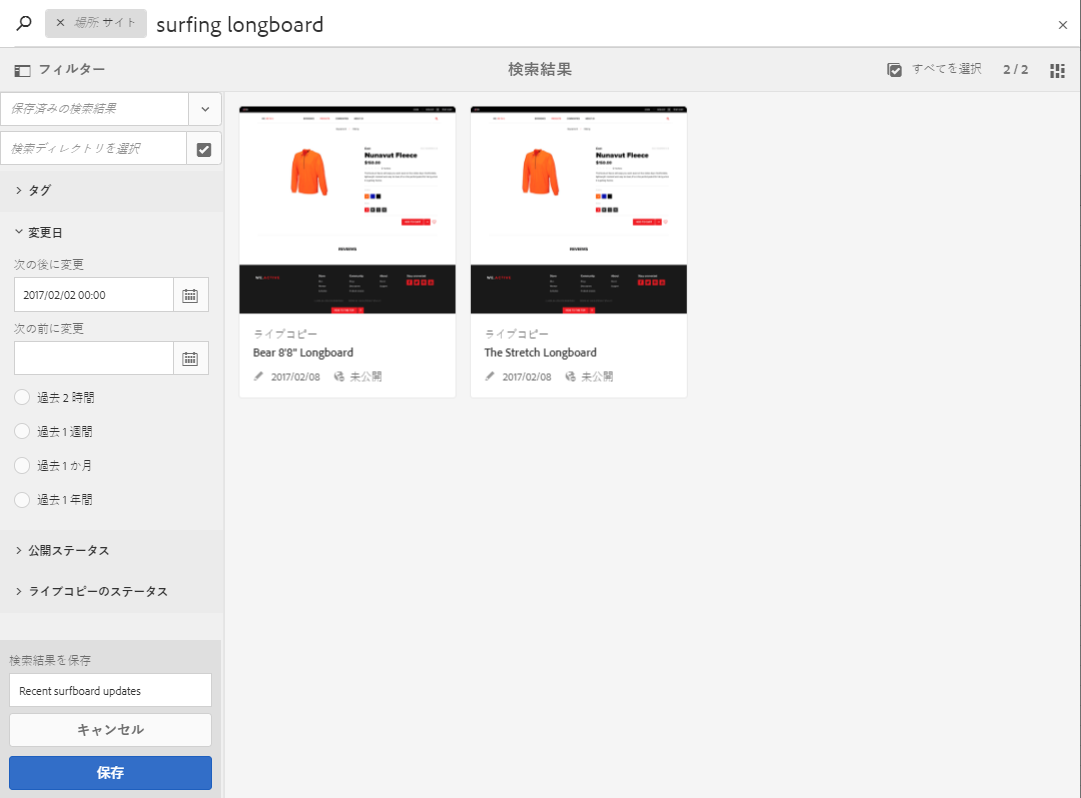 × 場所: サイト surfing longboard ×
フィルター
検索結果
すべてを選択 2 / 2
保存済みの検索結果
検索ディレクトリを選択
タグ
変更日
次の後に変更
2017/02/02 00:00
次の前に変更
過去 2 時間
過去 1 週間
過去 1 か月
過去 1 年間
公開ステータス
ライブコピーのステータス
検索結果を保存
Recent surfboard updates
キャンセル
保存
Nunavut Fleece
REVIEWS
ライブコピー
Bear 8'8" Longboard
2017/02/08 未公開
Nunavut Fleece
REVIEWS
ライブコピー
The Stretch Longboard
2017/02/08 未公開